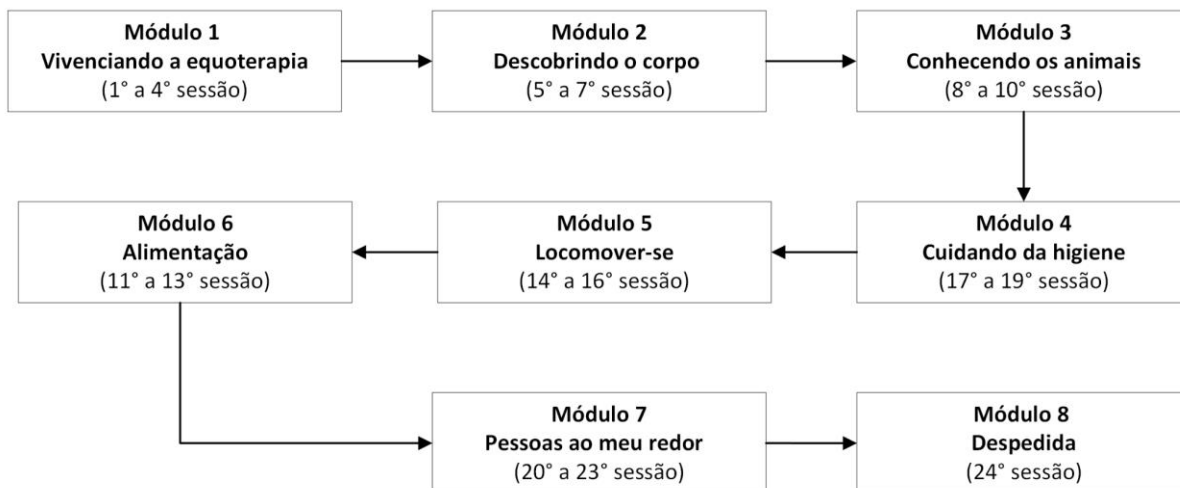 Módulo 1
Vivenciando a equoterapia
(1° a 4° sessão)
Módulo 2
Descobrindo o corpo
(5° a 7° sessão)
Módulo 3
Conhecendo os animais
(8° a 10° sessão)
Módulo 6
Alimentação
(11° a 13° sessão)
Módulo 5
Locomover-se
(14° a 16° sessão)
Módulo 4
Cuidando da higiene
(17° a 19° sessão)
Módulo 7
Pessoas ao meu redor
(20° a 23° sessão)
Módulo 8
Despedida
(24° sessão)